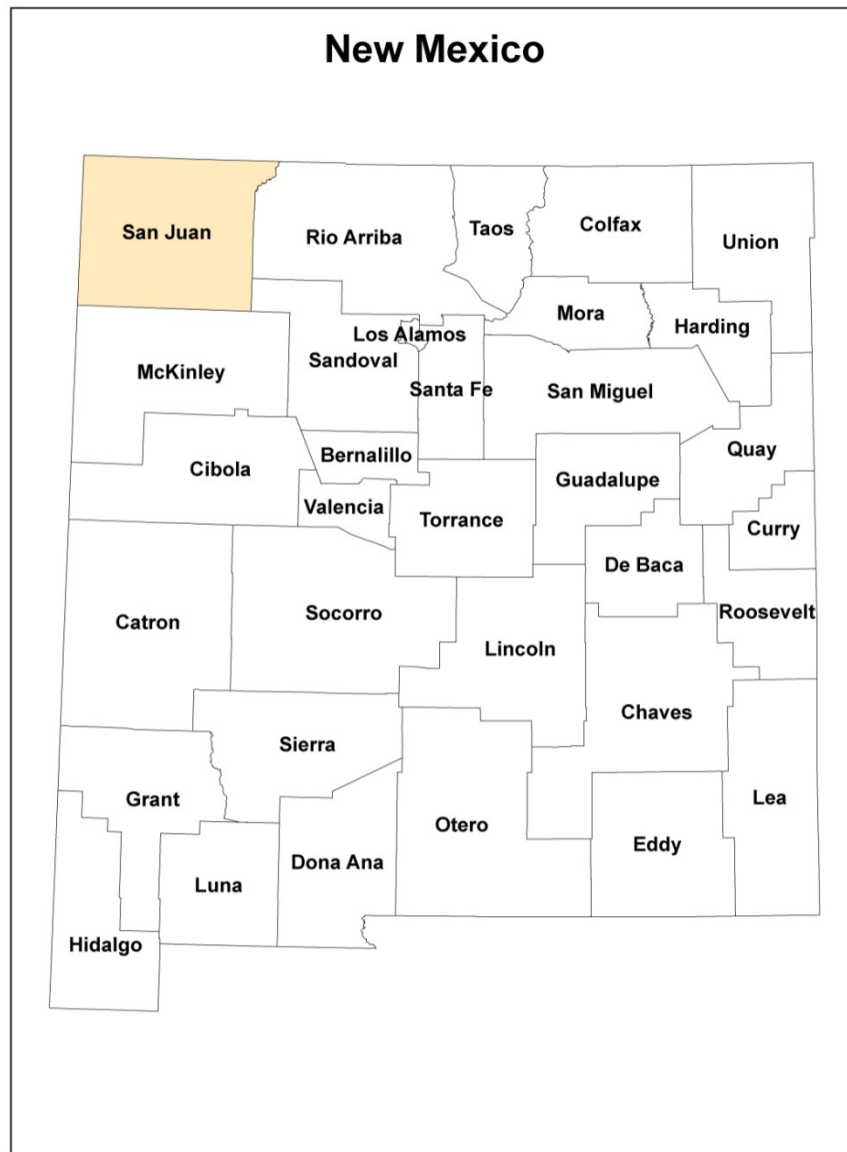 New Mexico
San Juan
Rio Arriba
Taos
Colfax
Union
Mora
Harding
Los Alamos
Sandoval
McKinley
Santa Fe
San Miguel
Quay
Bernalillo
Cibola
Guadalupe
Valencia
Torrance
Curry
De Baca
Roosevelt
Catron
Socorro
Lincoln
Chaves
Sierra
Grant
Lea
Otero
Eddy
Dona Ana
Luna
Hidalgo